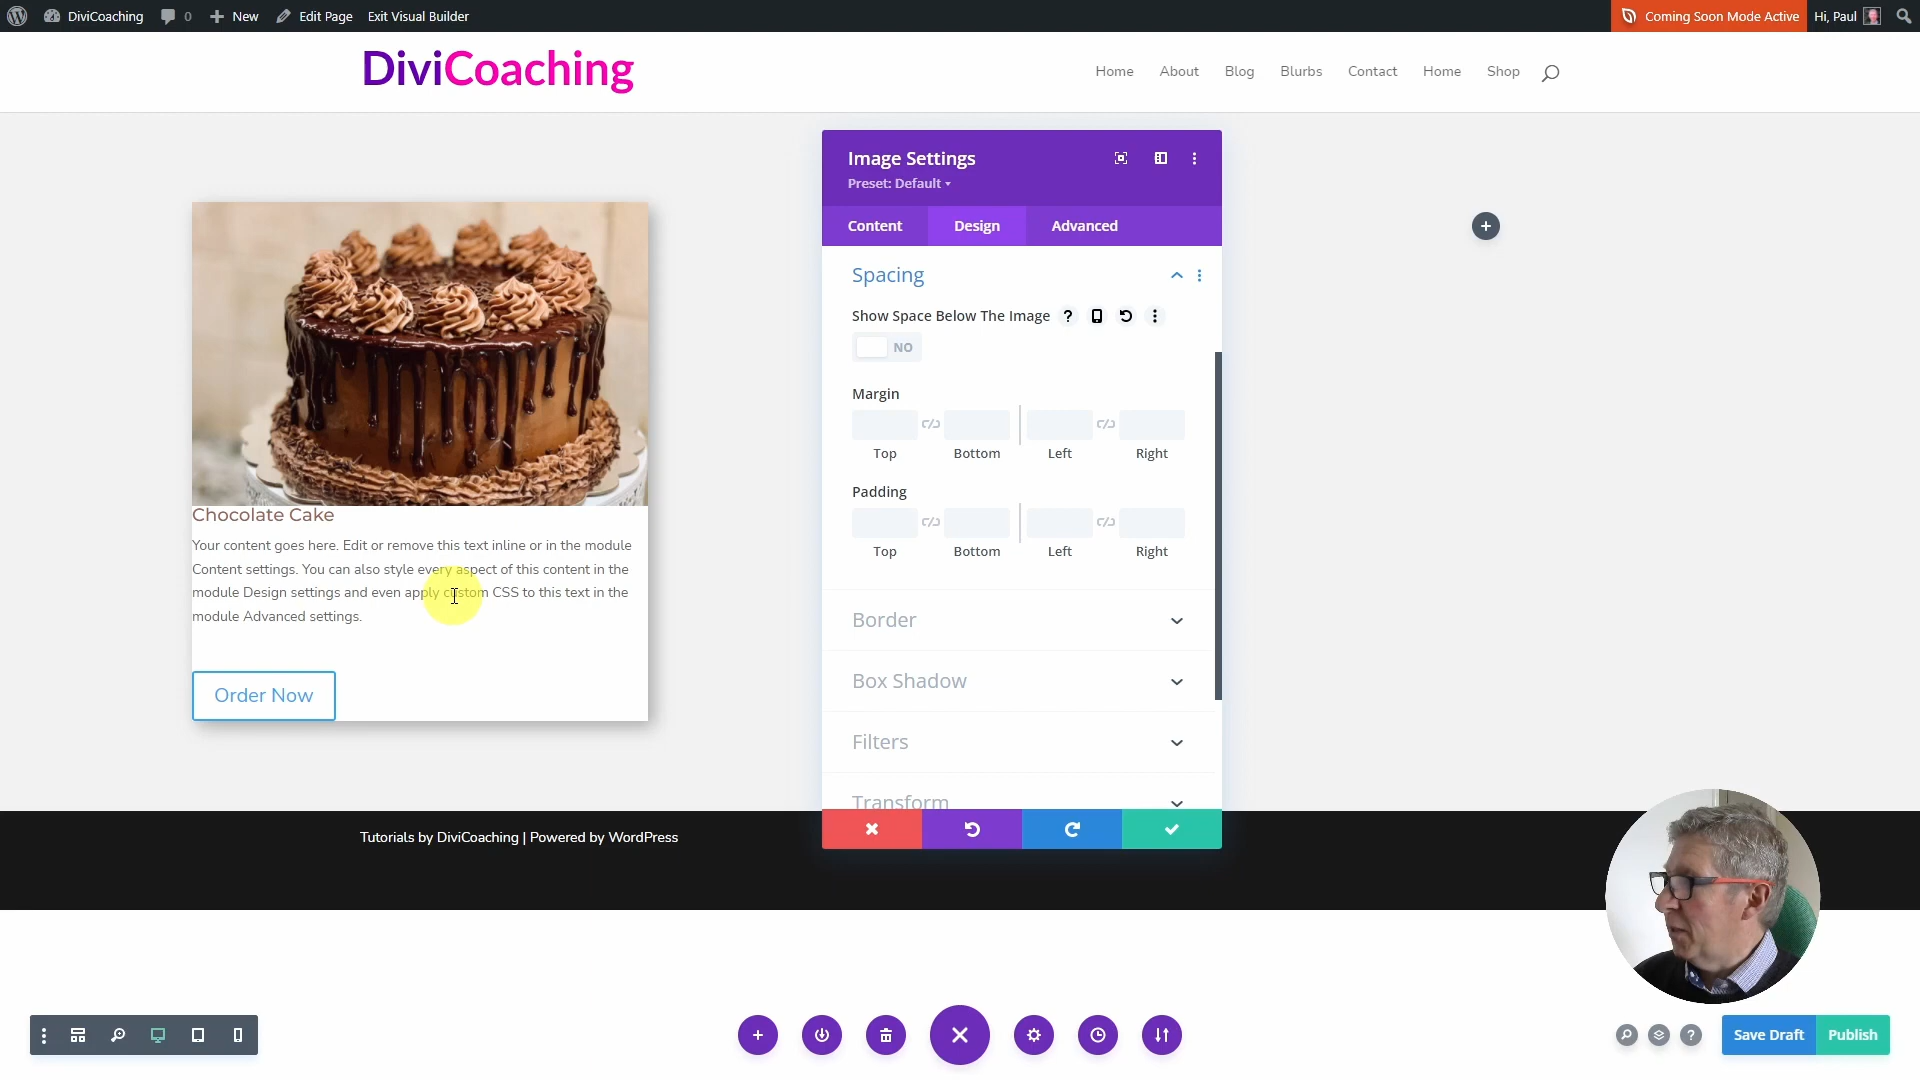 DiviCoaching
0
New
Edit Page
Exit Visual Builder
Coming Soon Mode Active
Hi, Paul
DiviCoaching
Home
About
Blog
Blurbs
Contact
Home
Shop
Image Settings
Preset: Default
Content
Design
Advanced
Spacing
Show Space Below The Image
?
NO
Margin
Top
Bottom
Left
Right
Padding
Top
Bottom
Left
Right
Border
Box Shadow
Filters
Transform
Chocolate Cake
Your content goes here. Edit or remove this text inline or in the module
Content settings. You can also style every aspect of this content in the
module Design settings and even apply custom CSS to this text in the
module Advanced settings.
Order Now
Tutorials by DiviCoaching | Powered by WordPress
?
Save Draft
Publish